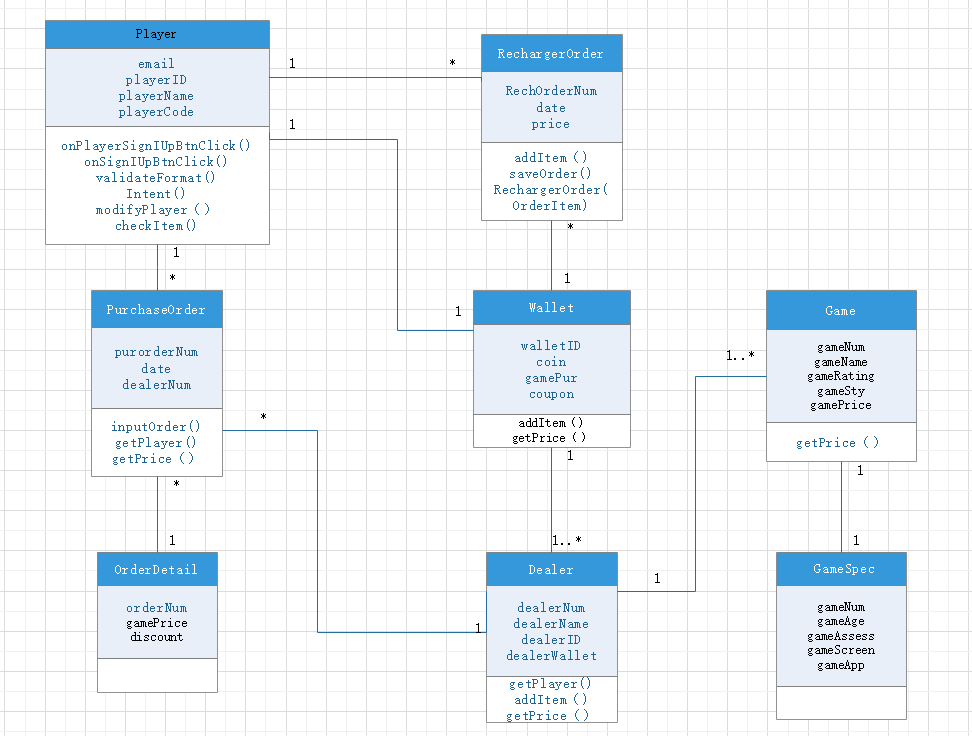 Player
email
playerID
playerName
playerCode
onPlayerSignIUpBtnClick()
onSignIUpBtnClick()
validateFormat()
Intent()
modifyPlayer ()
checkItem()
1
*
1
RechargerOrder
RechOrderNum
date
price
addItem ()
saveOrder()
RechargerOrder(
OrderItem)
1
*
*
1
PurchaseOrder
purorderNum
date
dealerNum
inputOrder()
getPlayer()
getPrice ()
*
1
Wallet
walletID
coin
gamePur
coupon
addItem ()
getPrice ()
1..*
Game
gameNum
gameName
gameRating
gameSty
gamePrice
getPrice ()
*
1
1
1
1..*
1
OrderDetail
orderNum
gamePrice
discount
Dealer
dealerNum
dealerName
dealerID
dealerWallet
getPlayer()
addItem ()
getPrice ()
1
1
GameSpec
gameNum
gameAge
gameAssess
gameScreen
gameApp